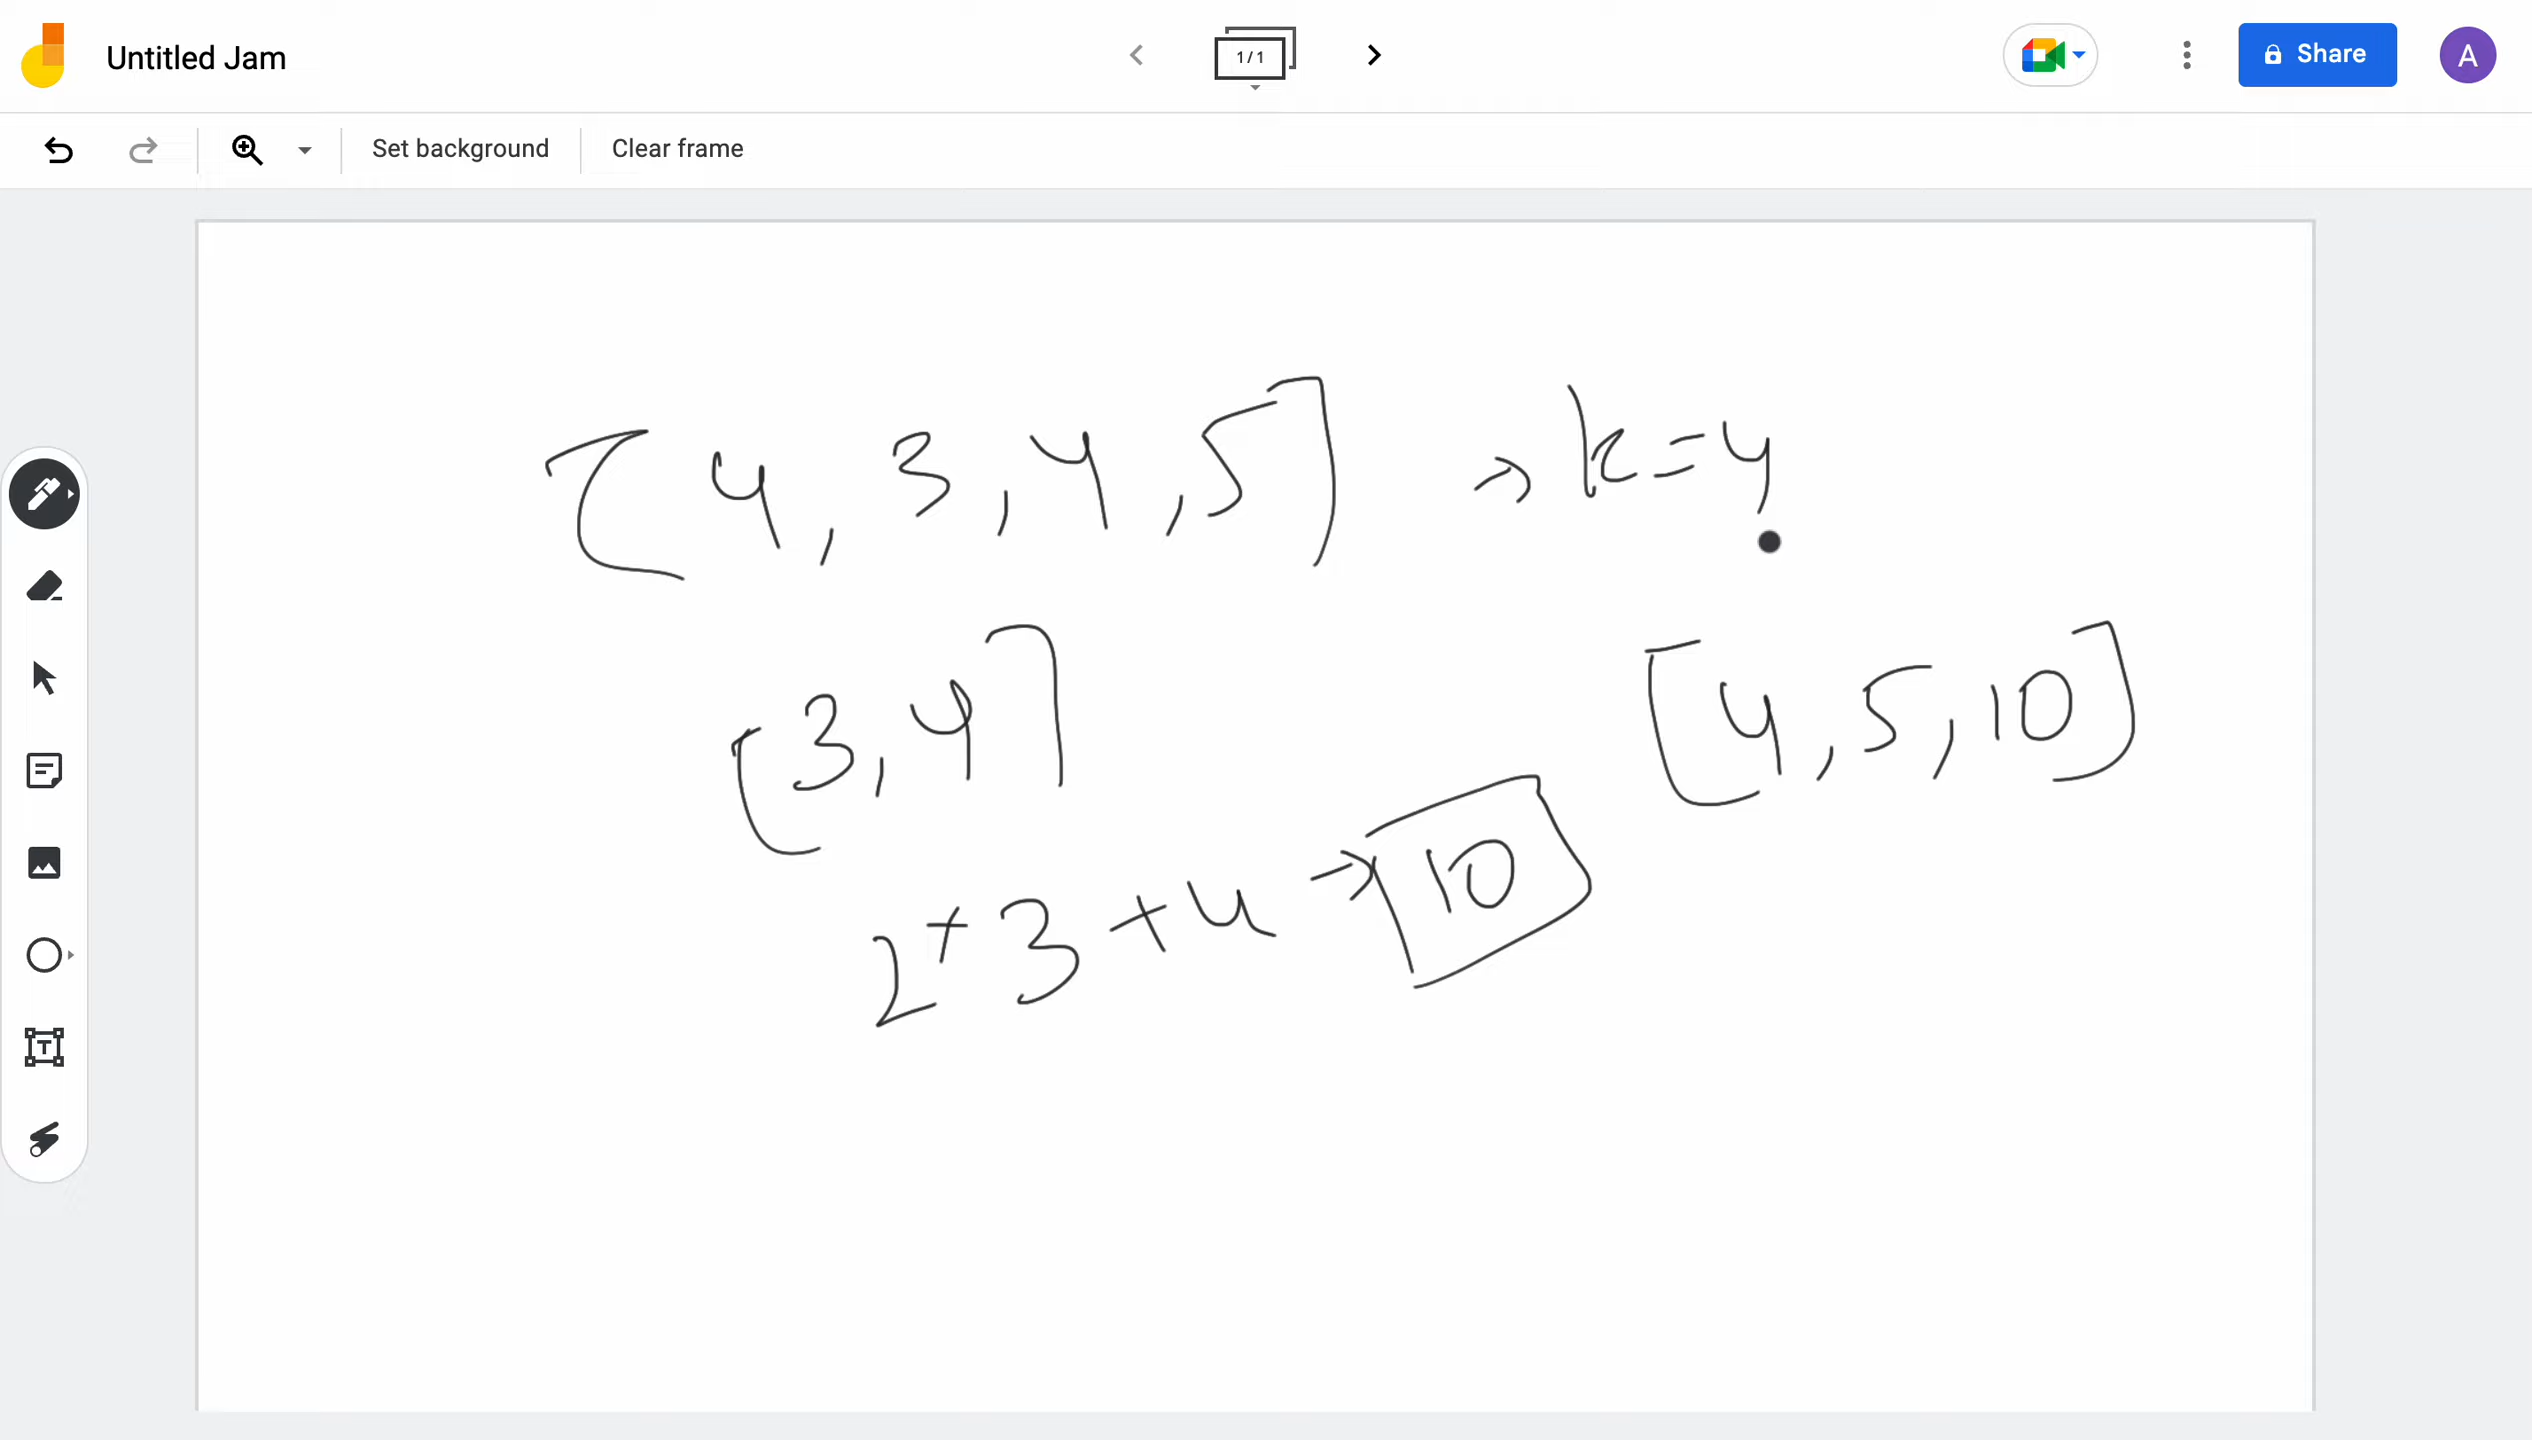 Untitled Jam
1/1
Share
A
Set background
Clear frame
[4, 3, 4, 5] → k=4
[3, 4]
[4, 5, 10]
2+3+4 → 10